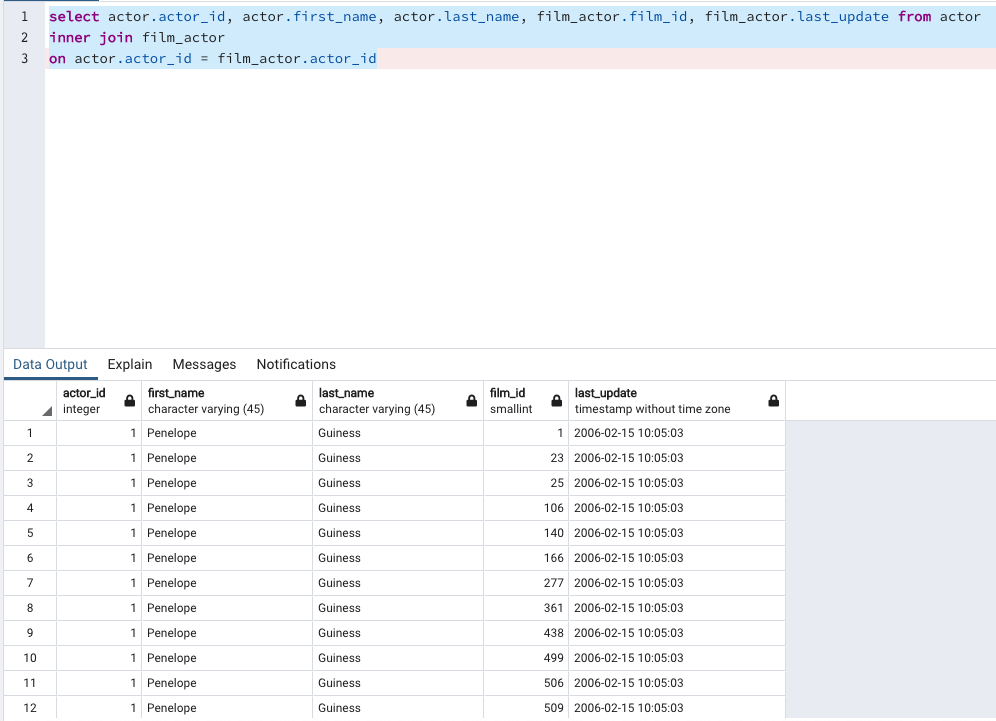 1 select actor.actor_id, actor.first_name, actor.last_name, film_actor.film_id, film_actor.last_update from actor
2 inner join film_actor
3 on actor.actor_id = film_actor.actor_id
Data Output Explain Messages Notifications
actor_id first_name last_name film_id last_update
integer character varying (45) character varying (45) smallint timestamp without time zone
1 1 Penelope Guiness 1 2006-02-15 10:05:03
2 1 Penelope Guiness 23 2006-02-15 10:05:03
3 1 Penelope Guiness 25 2006-02-15 10:05:03
4 1 Penelope Guiness 106 2006-02-15 10:05:03
5 1 Penelope Guiness 140 2006-02-15 10:05:03
6 1 Penelope Guiness 166 2006-02-15 10:05:03
7 1 Penelope Guiness 277 2006-02-15 10:05:03
8 1 Penelope Guiness 361 2006-02-15 10:05:03
9 1 Penelope Guiness 438 2006-02-15 10:05:03
10 1 Penelope Guiness 499 2006-02-15 10:05:03
11 1 Penelope Guiness 506 2006-02-15 10:05:03
12 1 Penelope Guiness 509 2006-02-15 10:05:03